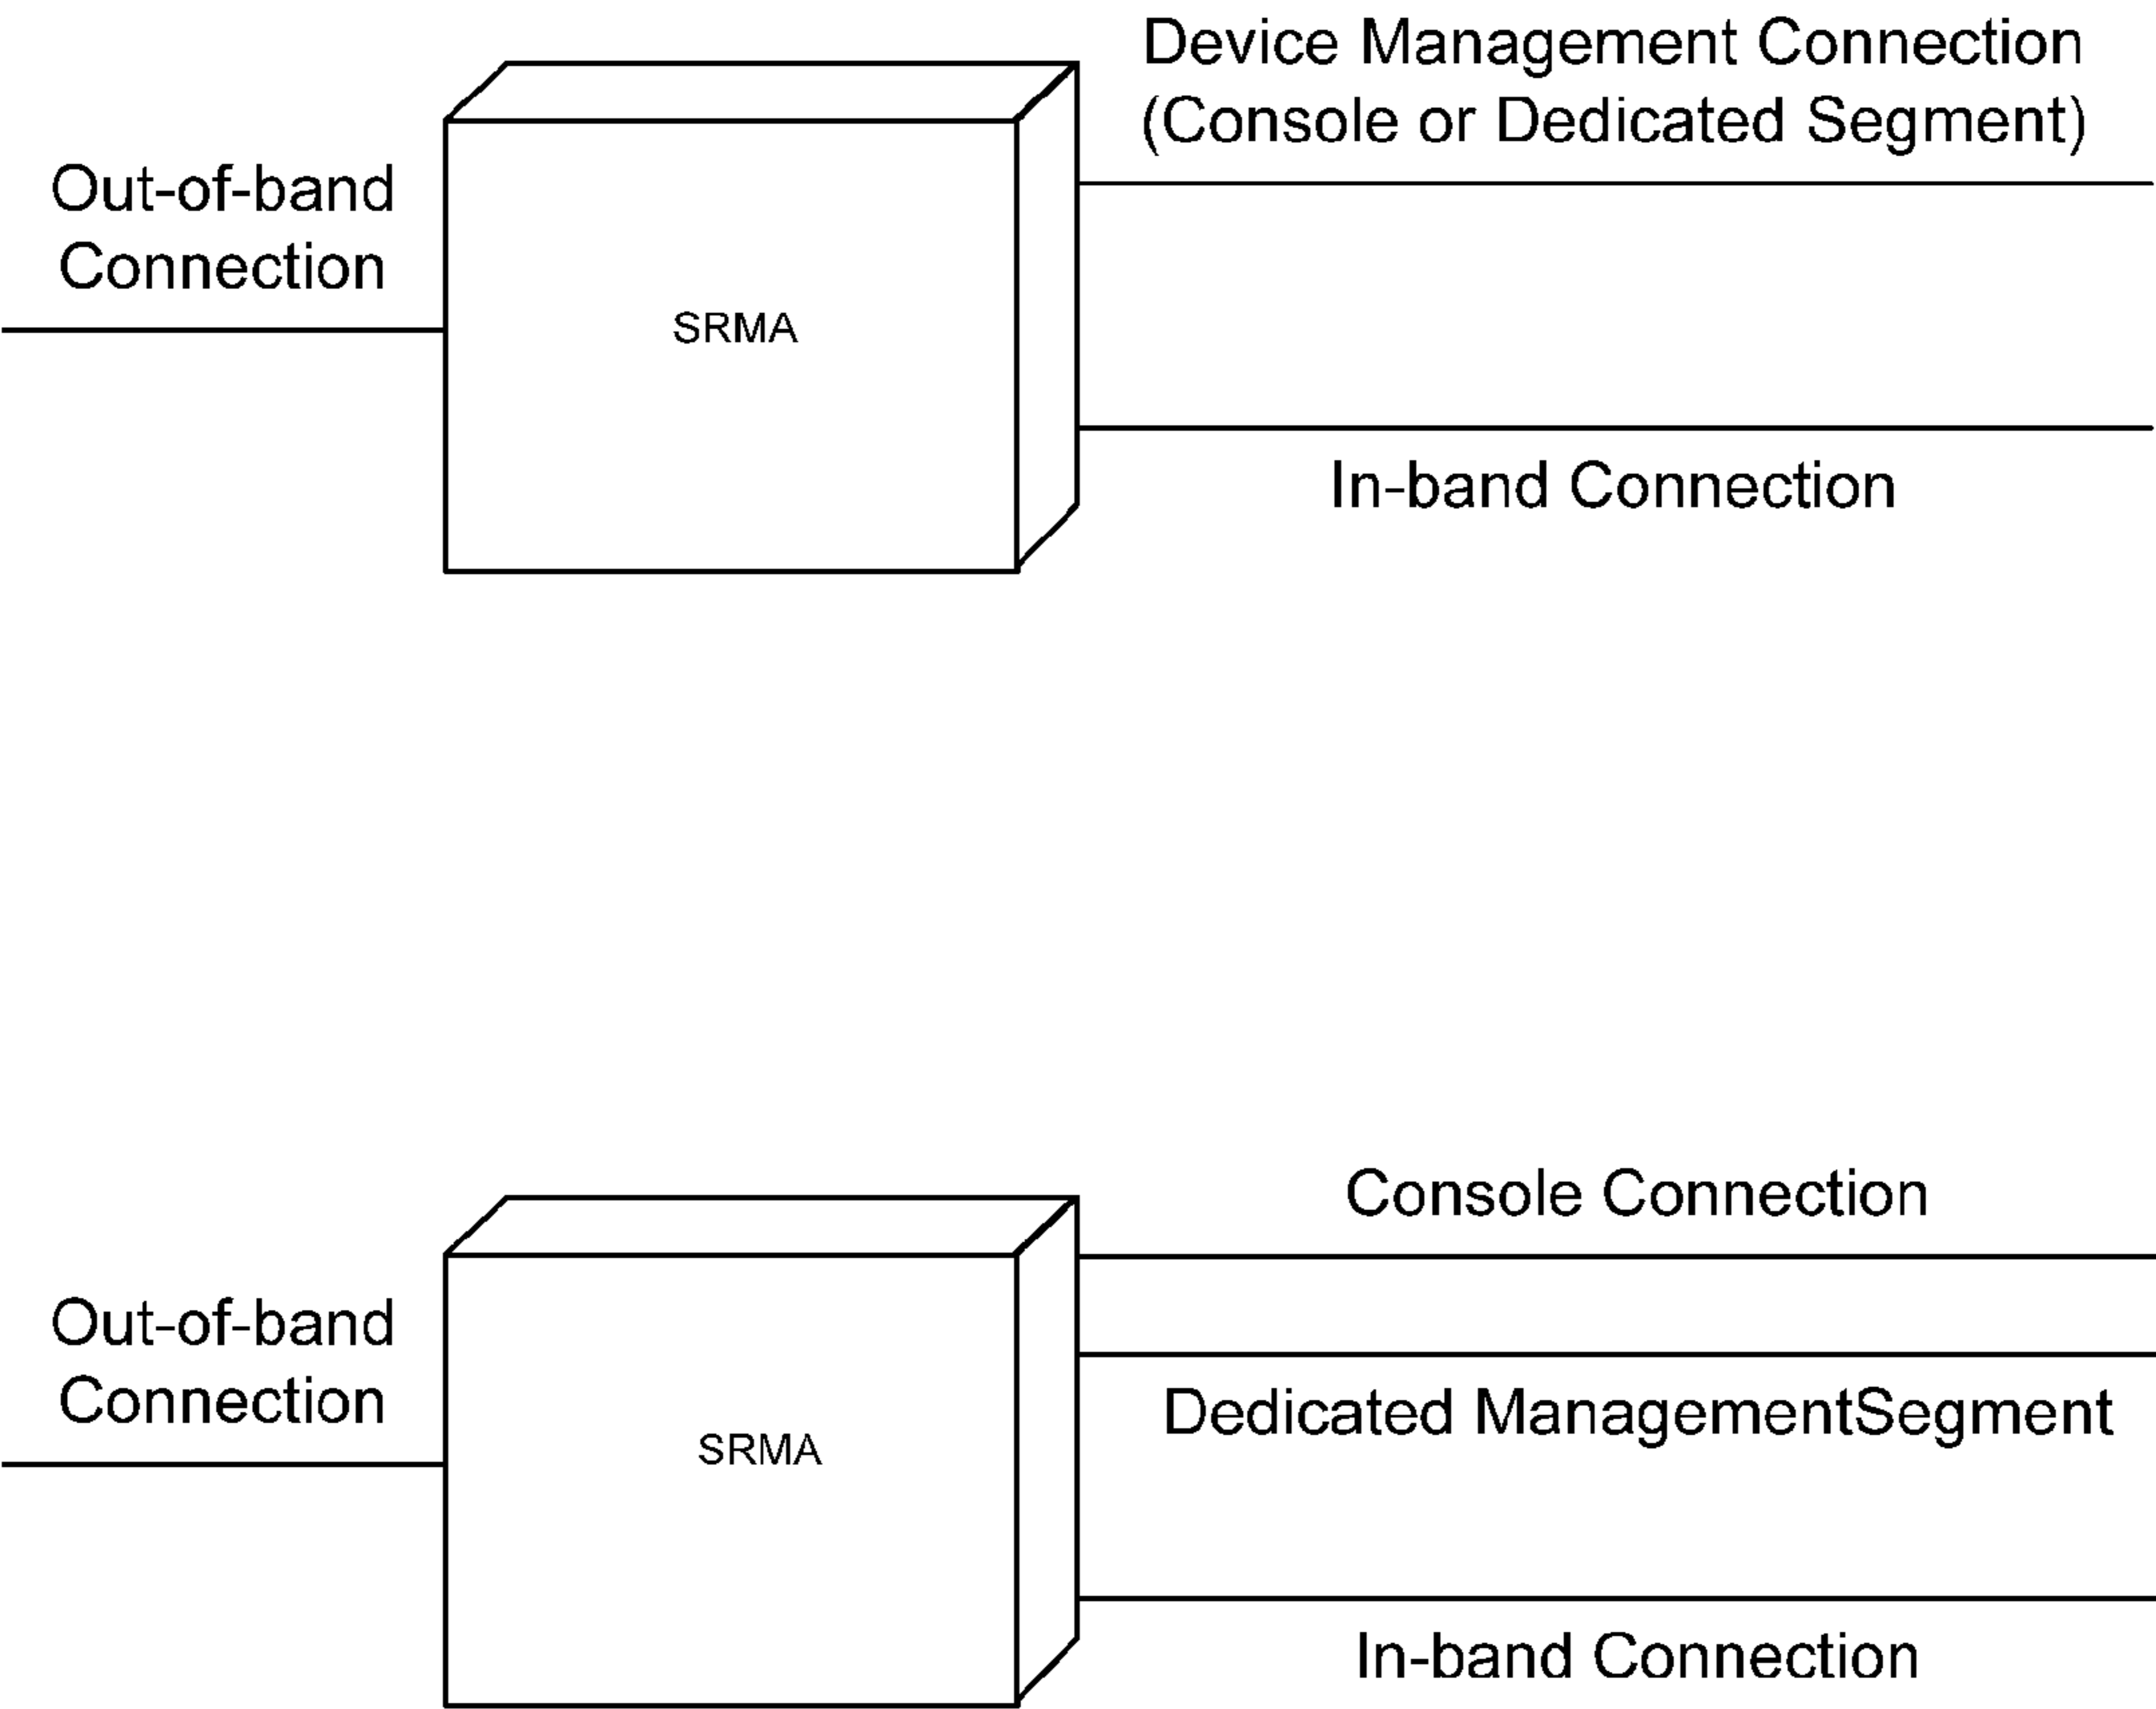 Device Management Connection
(Console or Dedicated Segment)
Out-of-band
Connection
SRMA
In-band Connection
Console Connection
Out-of-band
Connection
Dedicated ManagementSegment
SRMA
In-band Connection